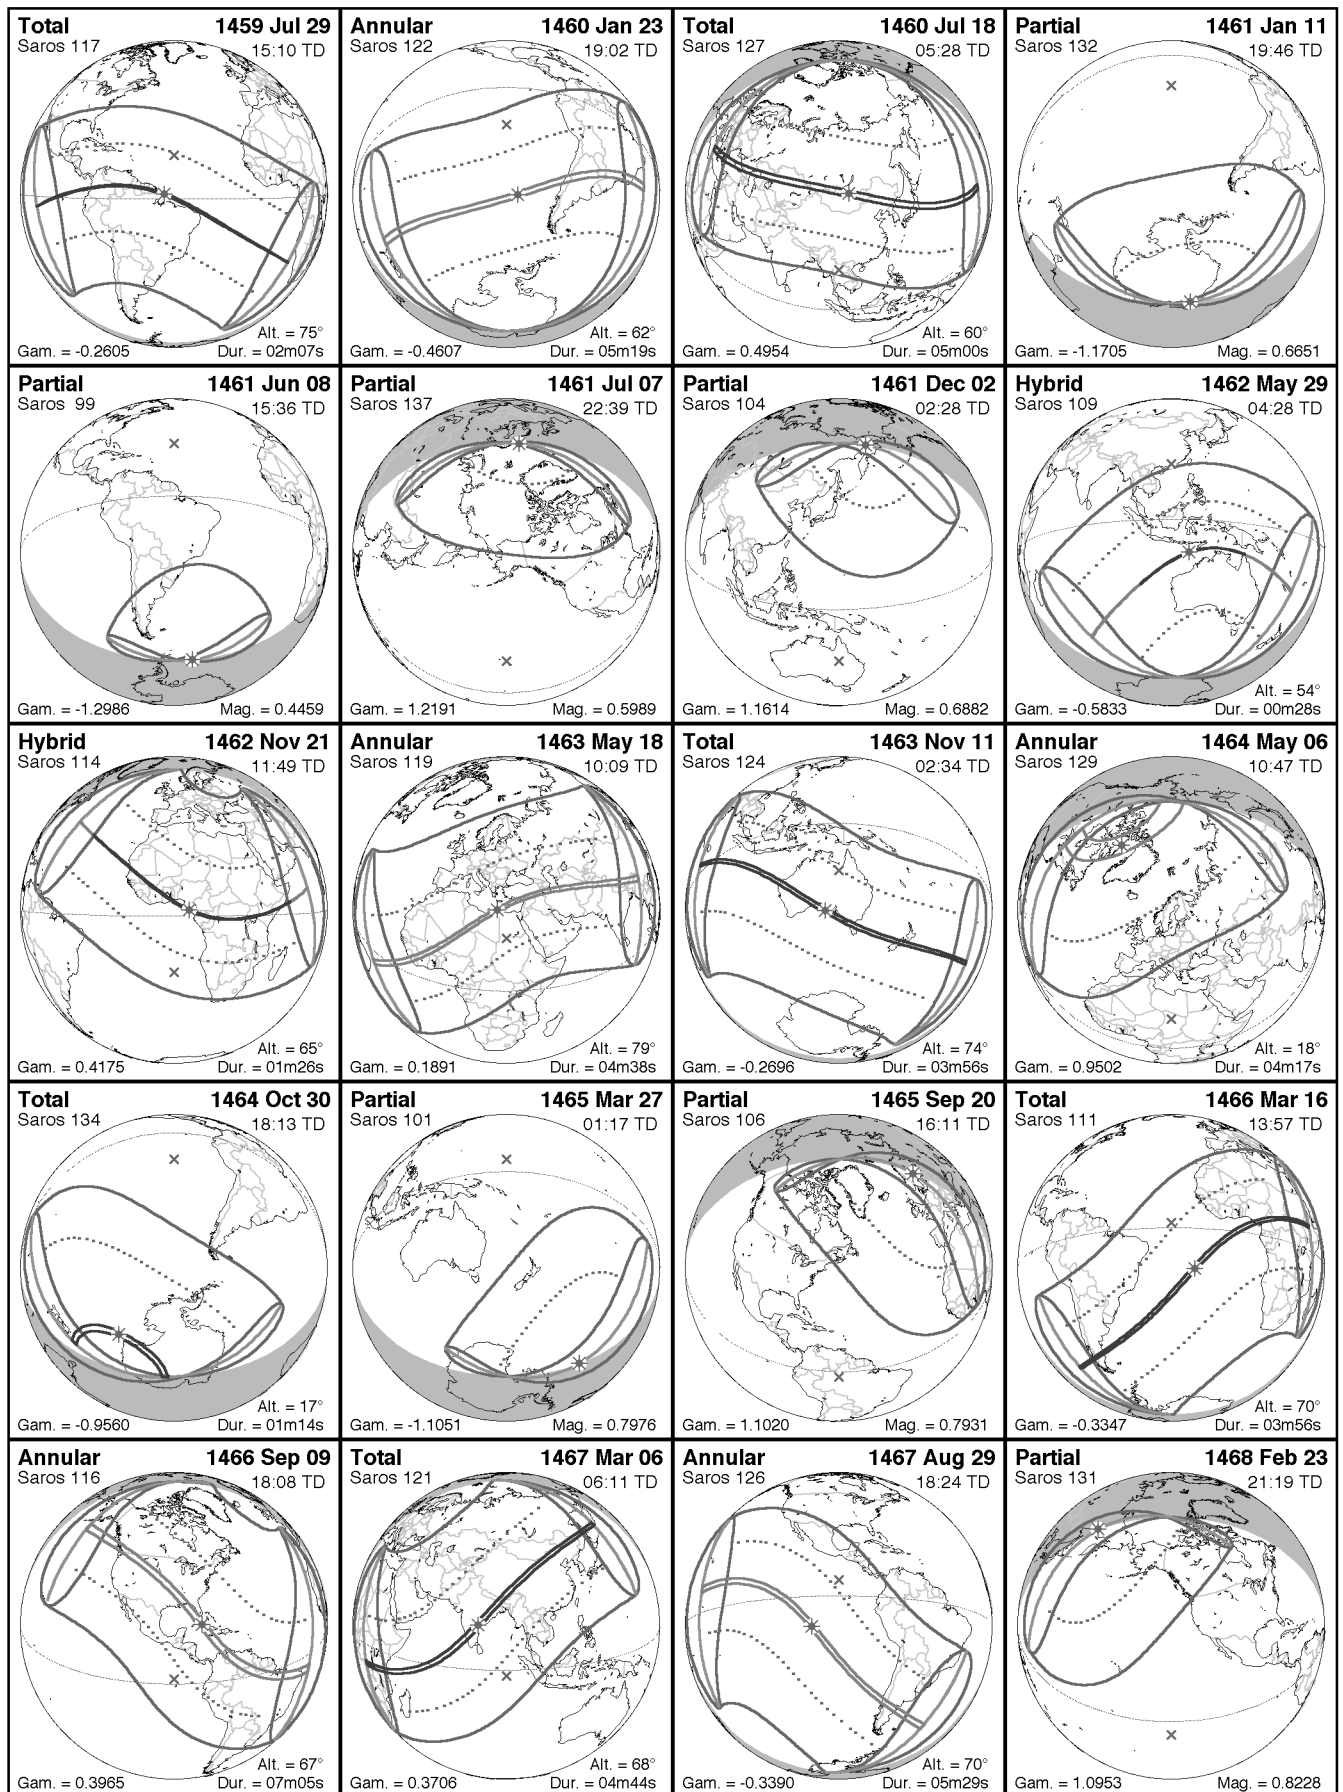 Total 1459 Jul 29
Saros 117 15:10 TD
Alt. = 75°
Gam. = -0.2605 Dur. = 02m07s
Annular 1460 Jan 23
Saros 122 19:02 TD
Alt. = 62°
Gam. = -0.4607 Dur. = 05m19s
Total 1460 Jul 18
Saros 127 05:28 TD
Alt. = 60°
Gam. = 0.4954 Dur. = 05m00s
Partial 1461 Jan 11
Saros 132 19:46 TD
Gam. = -1.1705 Mag. = 0.6651
Partial 1461 Jun 08
Saros 99 15:36 TD
Gam. = -1.2986 Mag. = 0.4459
Partial 1461 Jul 07
Saros 137 22:39 TD
Gam. = 1.2191 Mag. = 0.5989
Partial 1461 Dec 02
Saros 104 02:28 TD
Gam. = 1.1614 Mag. = 0.6882
Hybrid 1462 May 29
Saros 109 04:28 TD
Alt. = 54°
Gam. = -0.5833 Dur. = 00m28s
Hybrid 1462 Nov 21
Saros 114 11:49 TD
Alt. = 65°
Gam. = 0.4175 Dur. = 01m26s
Annular 1463 May 18
Saros 119 10:09 TD
Alt. = 79°
Gam. = 0.1891 Dur. = 04m38s
Total 1463 Nov 11
Saros 124 02:34 TD
Alt. = 74°
Gam. = -0.2696 Dur. = 03m56s
Annular 1464 May 06
Saros 129 10:47 TD
Alt. = 18°
Gam. = 0.9502 Dur. = 04m17s
Total 1464 Oct 30
Saros 134 18:13 TD
Alt. = 17°
Gam. = -0.9560 Dur. = 01m14s
Partial 1465 Mar 27
Saros 101 01:17 TD
Gam. = -1.1051 Mag. = 0.7976
Partial 1465 Sep 20
Saros 106 16:11 TD
Gam. = 1.1020 Mag. = 0.7931
Total 1466 Mar 16
Saros 111 13:57 TD
Alt. = 70°
Gam. = -0.3347 Dur. = 03m56s
Annular 1466 Sep 09
Saros 116 18:08 TD
Alt. = 67°
Gam. = 0.3965 Dur. = 07m05s
Total 1467 Mar 06
Saros 121 06:11 TD
Alt. = 68°
Gam. = 0.3706 Dur. = 04m44s
Annular 1467 Aug 29
Saros 126 18:24 TD
Alt. = 70°
Gam. = -0.3390 Dur. = 05m29s
Partial 1468 Feb 23
Saros 131 21:19 TD
Gam. = 1.0953 Mag. = 0.8228